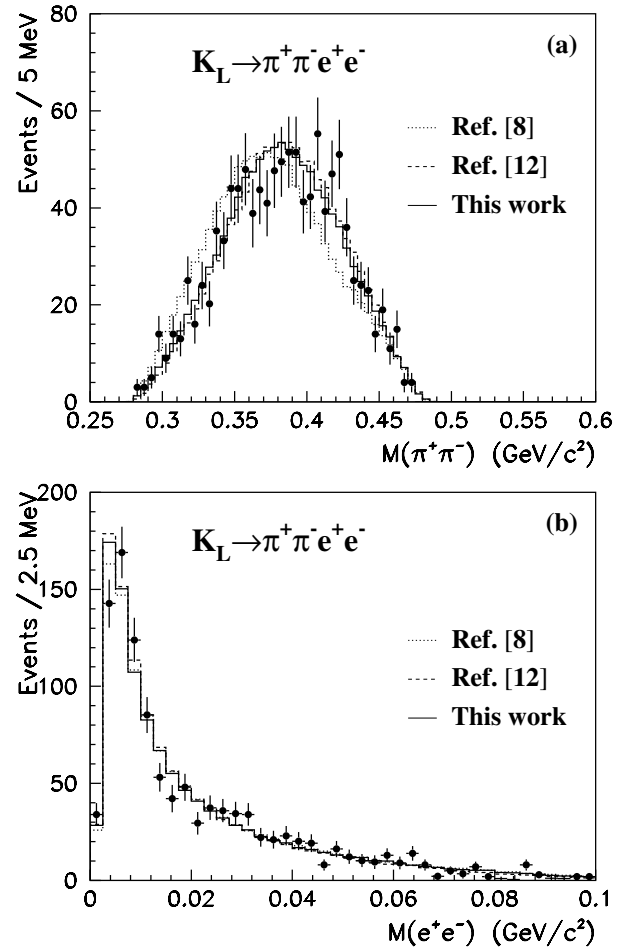 80
60
40
20
0
Events / 5 MeV
(a)
K_L→π⁺π⁻e⁺e⁻
Ref. [8]
Ref. [12]
This work
0.25 0.3 0.35 0.4 0.45 0.5 0.55 0.6
M(π⁺π⁻) (GeV/c²)
200
150
100
50
0
Events / 2.5 MeV
(b)
K_L→π⁺π⁻e⁺e⁻
Ref. [8]
Ref. [12]
This work
0 0.02 0.04 0.06 0.08 0.1
M(e⁺e⁻) (GeV/c²)